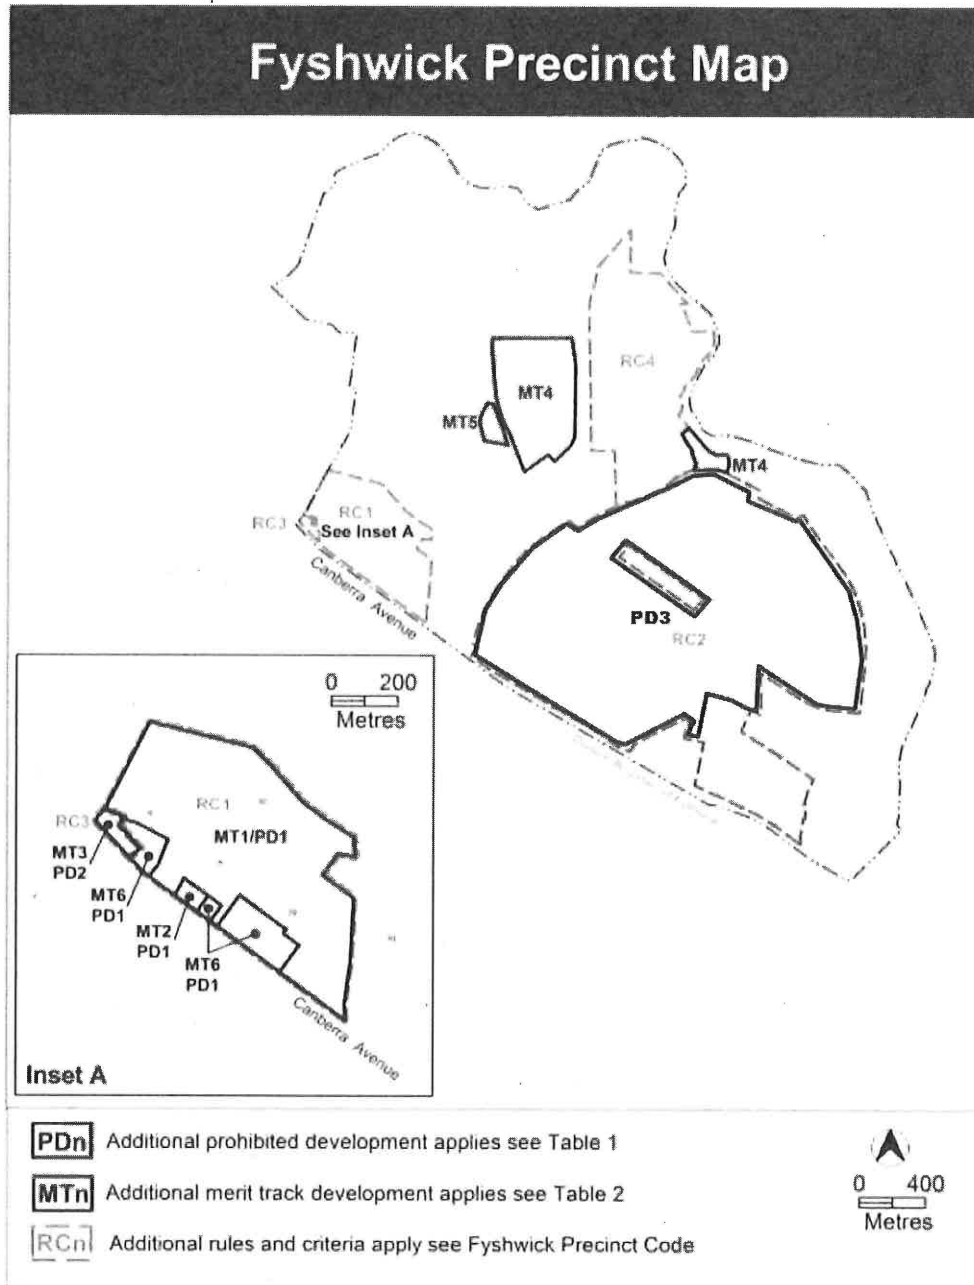 Fyshwick Precinct Map
RC4
MT4
MT5
MT4
RC1
RC3
See Inset A
Canberra Avenue
PD3
RC2
0 200
Metres
RC1
RC3
MT1/PD1
MT3
PD2
MT6
PD1
MT2
PD1
MT6
PD1
Canberra Avenue
Inset A
PDn Additional prohibited development applies see Table 1
MTn Additional merit track development applies see Table 2
RCn Additional rules and criteria apply see Fyshwick Precinct Code
0 400
Metres